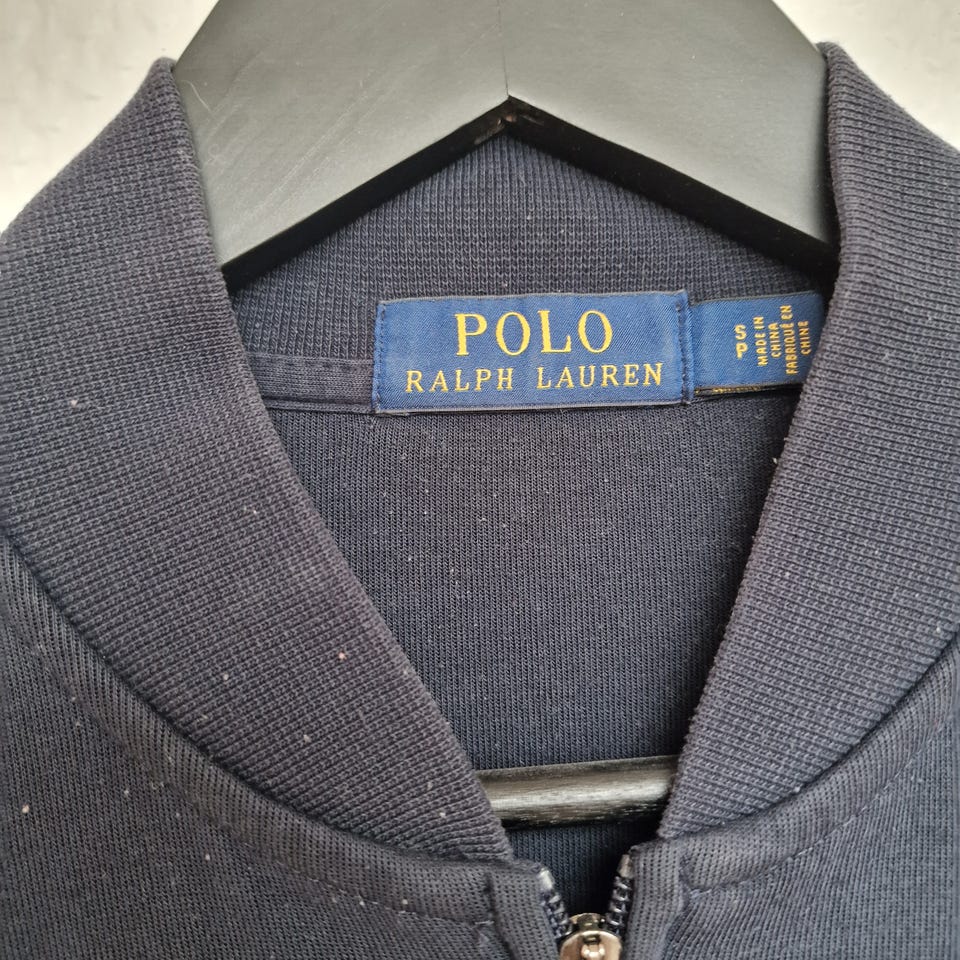 POLO
RALPH LAUREN
S
P
MADE IN
CHINA
FABRIQUÉ EN
CHINE